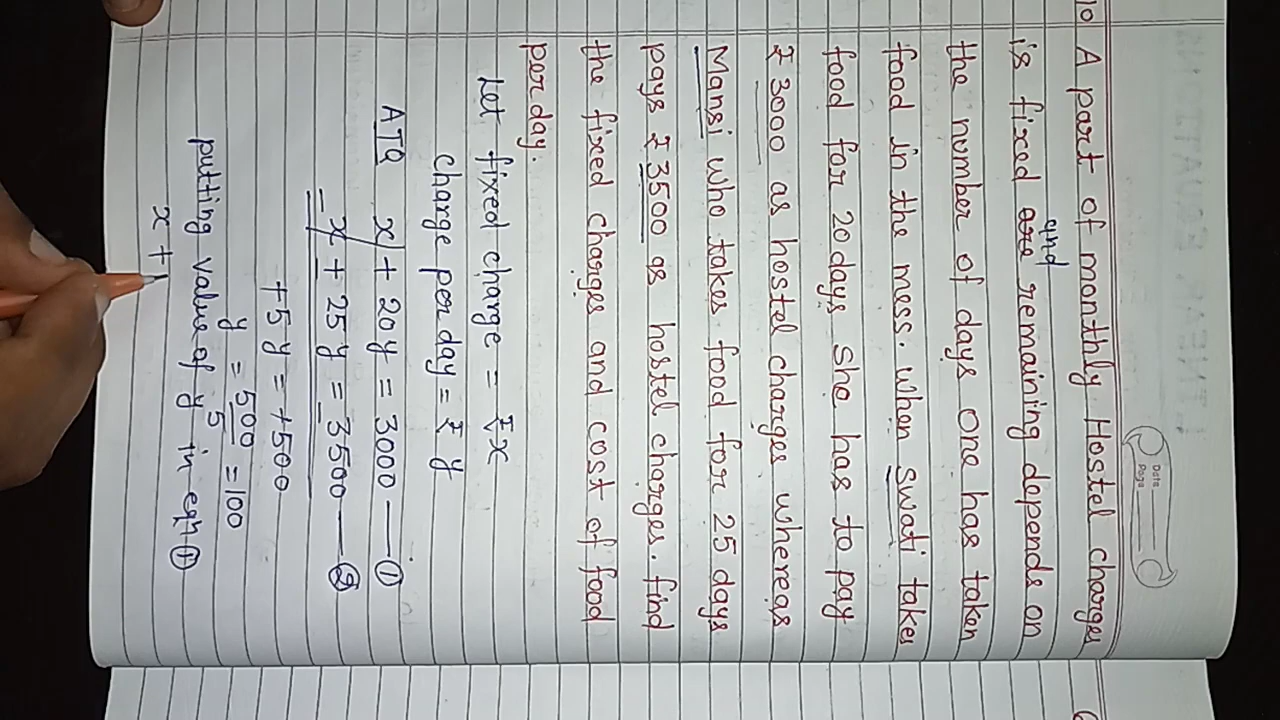 10 A part of monthly Hostel charges
and
is fixed are remaining depends on
the number of days one has taken
food in the mess. when swati takes
food for 20 days she has to pay
₹ 3000 as hostel charges whereas
Mansi who takes food for 25 days
pays ₹ 3500 as hostel charges. find
the fixed charges and cost of food
per day.
Let fixed charge = ₹ x
charge per day = ₹ y
ATQ x + 20y = 3000 — ①
x + 25y = 3500 — ②
+5y = +500
y = 500/5 = 100
putting value of y in eqn ①
x +
Date
Page